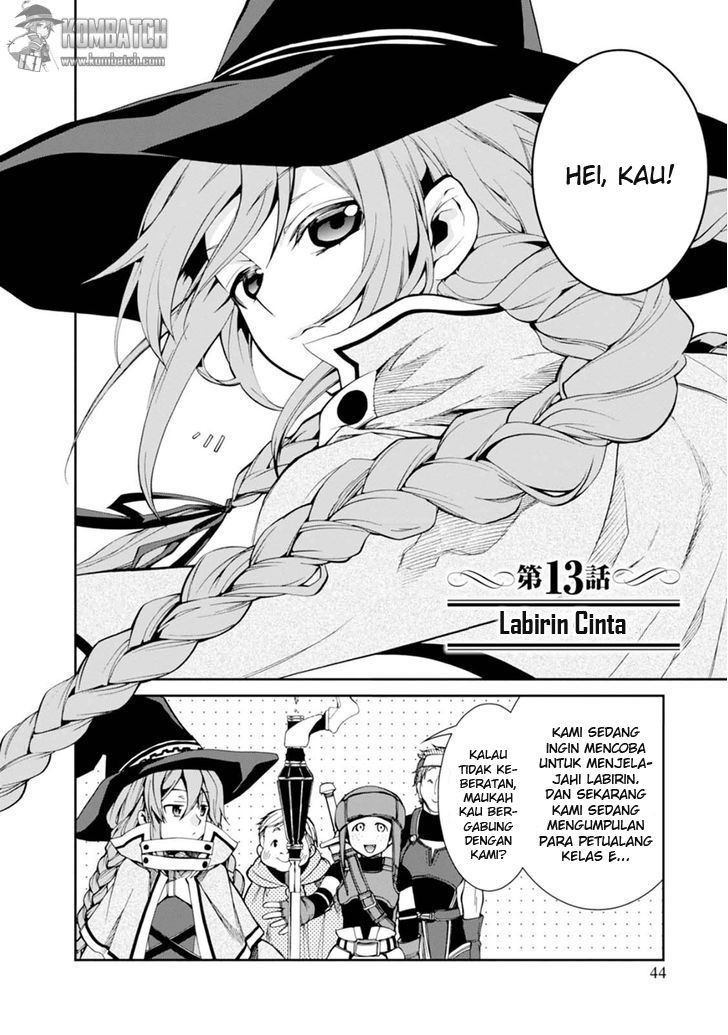 KOMBATCH
www.kombatch.com
HEI, KAU!
第13話
Labirin Cinta
KAMI SEDANG
INGIN MENCOBA
UNTUK MENJELA-
JAHI LABIRIN.
DAN SEKARANG
KAMI SEDANG
MENGUMPULAN
PARA PETUALANG
KELAS E...
KALAU
TIDAK KE-
BERATAN,
MAUKAH
KAU BER-
GABUNG
DENGAN
KAMI?
44